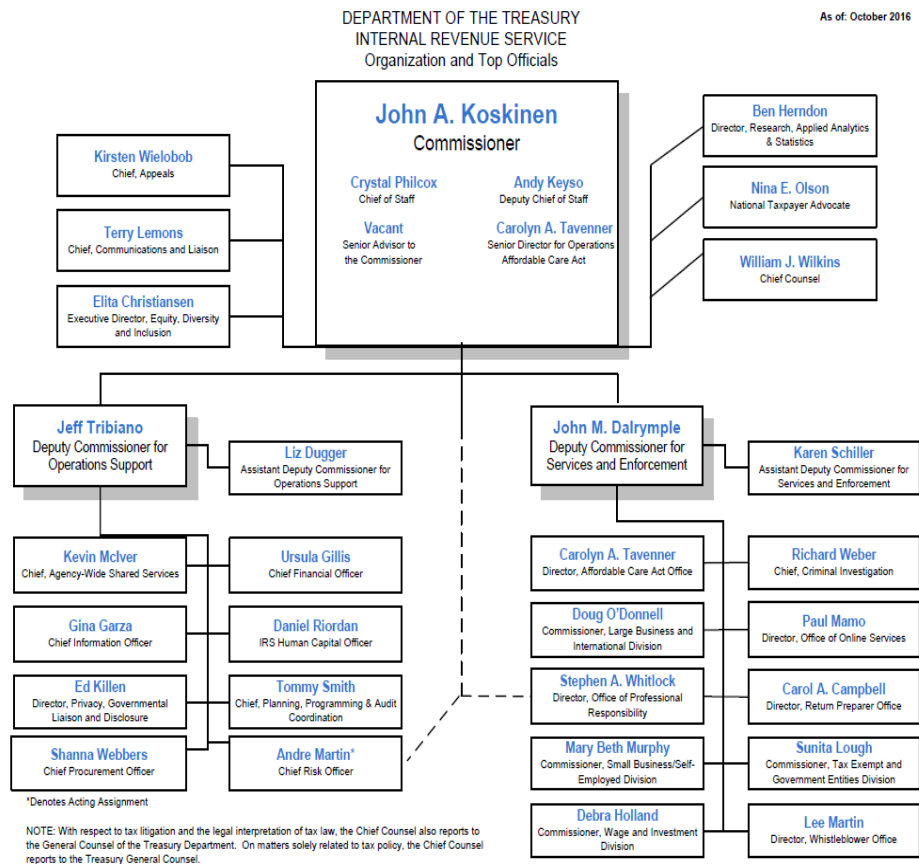 DEPARTMENT OF THE TREASURY
INTERNAL REVENUE SERVICE
Organization and Top Officials
As of: October 2016
John A. Koskinen
Commissioner
Crystal Philcox
Chief of Staff
Andy Keyso
Deputy Chief of Staff
Vacant
Senior Advisor to
the Commissioner
Carolyn A. Tavenner
Senior Director for Operations
Affordable Care Act
Kirsten Wielobob
Chief, Appeals
Terry Lemons
Chief, Communications and Liaison
Elita Christiansen
Executive Director, Equity, Diversity
and Inclusion
Ben Herndon
Director, Research, Applied Analytics
& Statistics
Nina E. Olson
National Taxpayer Advocate
William J. Wilkins
Chief Counsel
Jeff Tribiano
Deputy Commissioner for
Operations Support
Liz Dugger
Assistant Deputy Commissioner for
Operations Support
John M. Dalrymple
Deputy Commissioner for
Services and Enforcement
Karen Schiller
Assistant Deputy Commissioner for
Services and Enforcement
Kevin McIver
Chief, Agency-Wide Shared Services
Ursula Gillis
Chief Financial Officer
Gina Garza
Chief Information Officer
Daniel Riordan
IRS Human Capital Officer
Ed Killen
Director, Privacy, Governmental
Liaison and Disclosure
Tommy Smith
Chief, Planning, Programming & Audit
Coordination
Shanna Webbers
Chief Procurement Officer
Andre Martin*
Chief Risk Officer
Carolyn A. Tavenner
Director, Affordable Care Act Office
Richard Weber
Chief, Criminal Investigation
Doug O'Donnell
Commissioner, Large Business and
International Division
Paul Mamo
Director, Office of Online Services
Stephen A. Whitlock
Director, Office of Professional
Responsibility
Carol A. Campbell
Director, Return Preparer Office
Mary Beth Murphy
Commissioner, Small Business/Self-
Employed Division
Sunita Lough
Commissioner, Tax Exempt and
Government Entities Division
Debra Holland
Commissioner, Wage and Investment
Division
Lee Martin
Director, Whistleblower Office
*Denotes Acting Assignment
NOTE: With respect to tax litigation and the legal interpretation of tax law, the Chief Counsel also reports to
the General Counsel of the Treasury Department. On matters solely related to tax policy, the Chief Counsel
reports to the Treasury General Counsel.